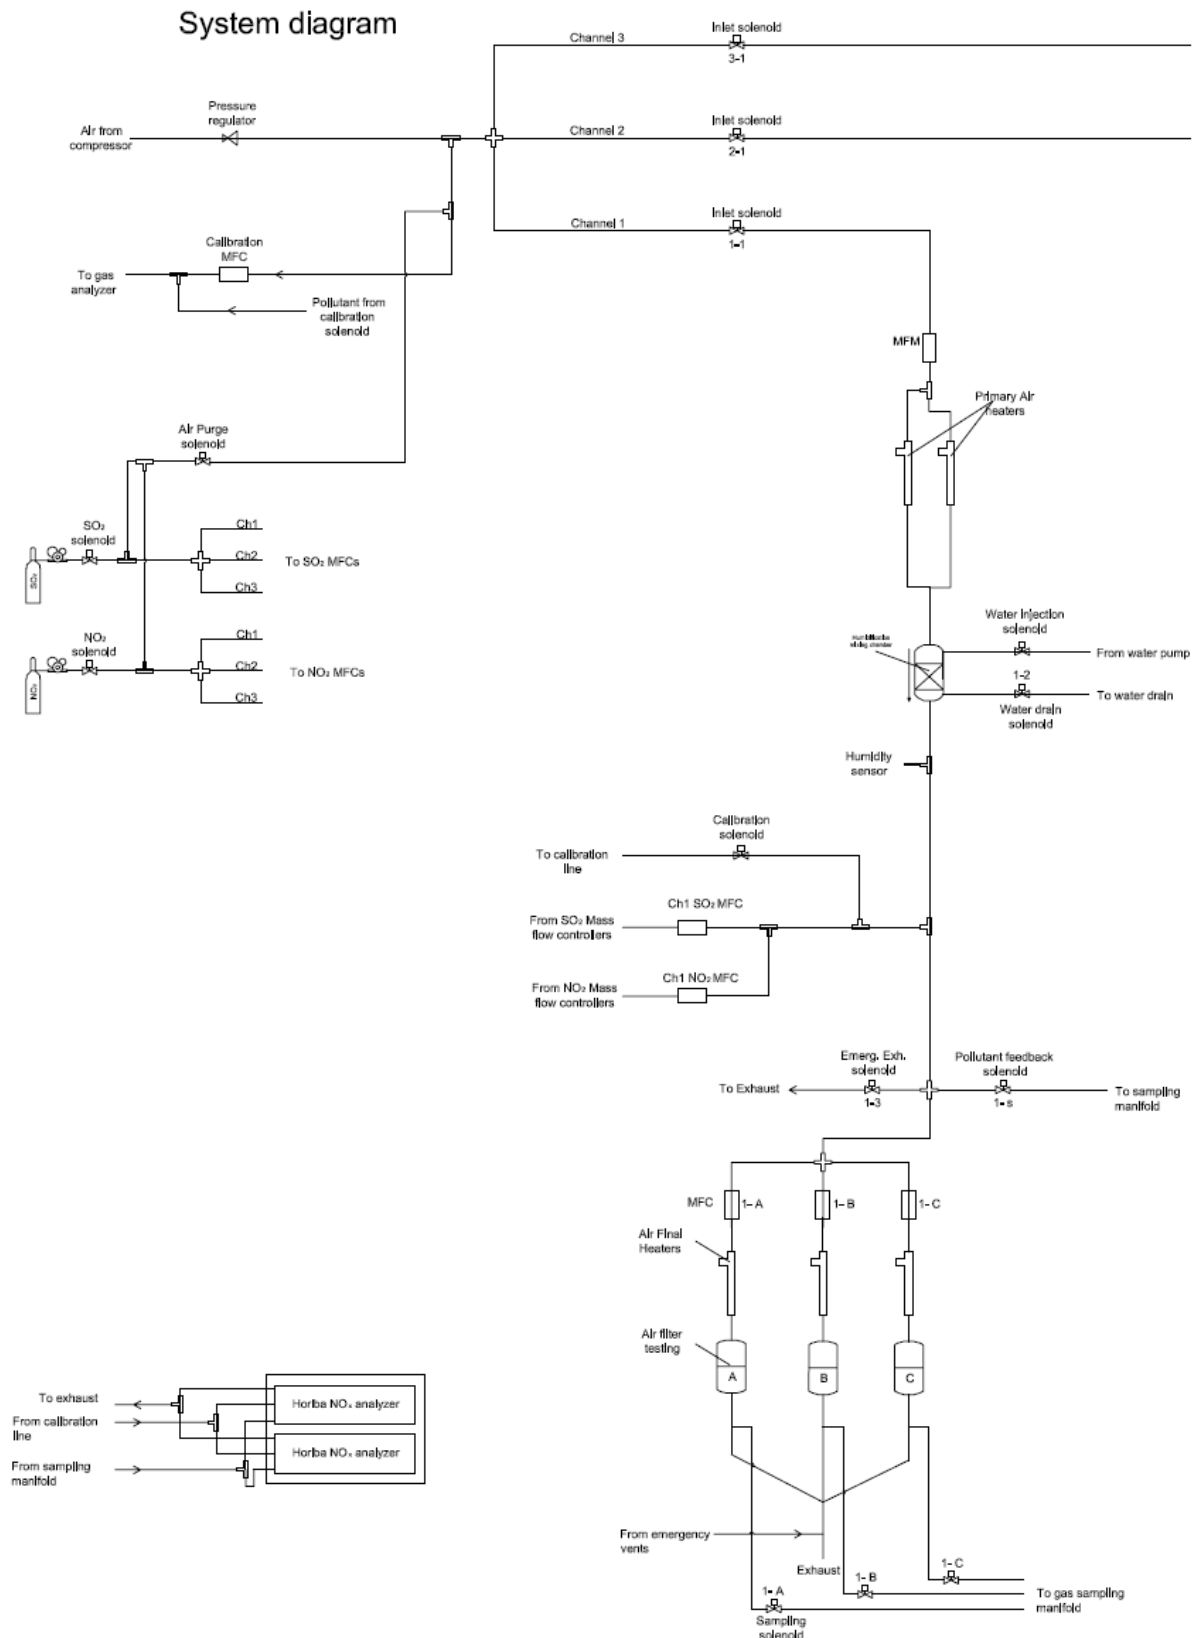 System diagram
Channel 3
Inlet solenoid
3-1
Pressure
regulator
Air from
compressor
Channel 2
Inlet solenoid
2-1
Channel 1
Inlet solenoid
1-1
Calibration
MFC
To gas
analyzer
Pollutant from
calibration
solenoid
MFM
Primary Air
heaters
Air Purge
solenoid
SO₂
solenoid
SO₂
Ch1
Ch2
Ch3
To SO₂ MFCs
NO₂
solenoid
NO₂
Ch1
Ch2
Ch3
To NO₂ MFCs
Water injection
solenoid
From water pump
mixing chamber
1-2
To water drain
Water drain
solenoid
Humidity
sensor
Calibration
solenoid
To calibration
line
Ch1 SO₂ MFC
From SO₂ Mass
flow controllers
Ch1 NO₂ MFC
From NO₂ Mass
flow controllers
Emerg. Exh.
solenoid
Pollutant feedback
solenoid
To Exhaust
1-3
1-s
To sampling
manifold
MFC
1- A
1- B
1- C
Air Final
Heaters
Air filter
testing
A
B
C
To exhaust
From calibration
line
From sampling
manifold
Horiba NOₓ analyzer
Horiba NOₓ analyzer
From emergency
vents
Exhaust
1- C
1- B
1- A
To gas sampling
manifold
Sampling
solenoid